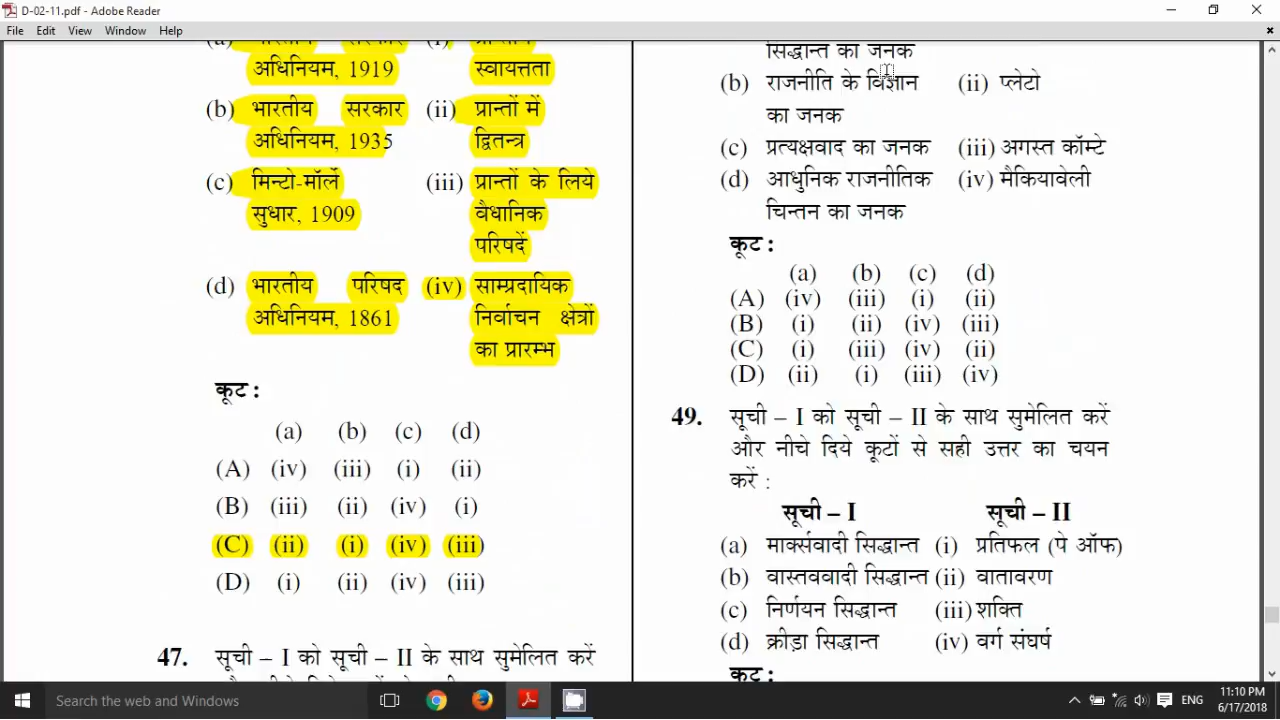 D-02-11.pdf - Adobe Reader
File Edit View Window Help
अधिनियम, 1919 स्वायत्तता
(b) भारतीय सरकार (ii) प्रान्तों में
अधिनियम, 1935 द्वितन्त्र
(c) मिन्टो-मॉर्ले (iii) प्रान्तों के लिये
सुधार, 1909 वैधानिक
परिषदें
(d) भारतीय परिषद (iv) साम्प्रदायिक
अधिनियम, 1861 निर्वाचन क्षेत्रों
का प्रारम्भ
कूट :
(a) (b) (c) (d)
(A) (iv) (iii) (i) (ii)
(B) (iii) (ii) (iv) (i)
(C) (ii) (i) (iv) (iii)
(D) (i) (ii) (iv) (iii)
47. सूची – I को सूची – II के साथ सुमेलित करें
सिद्धान्त का जनक
(b) राजनीति के विज्ञान (ii) प्लेटो
का जनक
(c) प्रत्यक्षवाद का जनक (iii) अगस्त कॉम्टे
(d) आधुनिक राजनीतिक (iv) मैकियावेली
चिन्तन का जनक
कूट :
(a) (b) (c) (d)
(A) (iv) (iii) (i) (ii)
(B) (i) (ii) (iv) (iii)
(C) (i) (iii) (iv) (ii)
(D) (ii) (i) (iii) (iv)
49. सूची – I को सूची – II के साथ सुमेलित करें
और नीचे दिये कूटों से सही उत्तर का चयन
करें :
सूची – I सूची – II
(a) मार्क्सवादी सिद्धान्त (i) प्रतिफल (पे ऑफ)
(b) वास्तववादी सिद्धान्त (ii) वातावरण
(c) निर्णयन सिद्धान्त (iii) शक्ति
(d) क्रीड़ा सिद्धान्त (iv) वर्ग संघर्ष
कूट :
Search the web and Windows
ENG
11:10 PM
6/17/2018